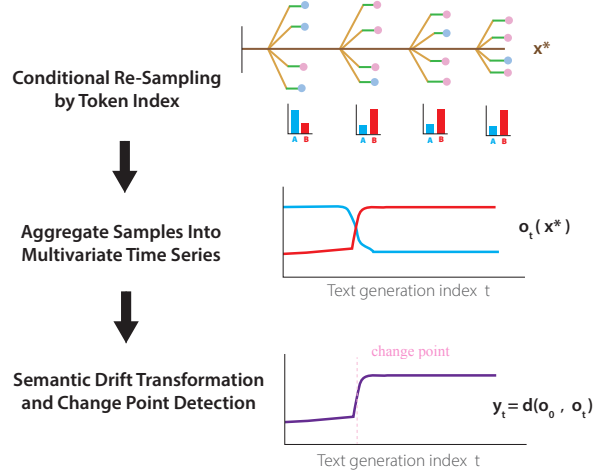 x*
Conditional Re-Sampling
by Token Index
A B
A B
A B
A B
Aggregate Samples Into
Multivariate Time Series
o_t(x*)
Text generation index t
change point
Semantic Drift Transformation
and Change Point Detection
y_t = d(o_0 , o_t)
Text generation index t